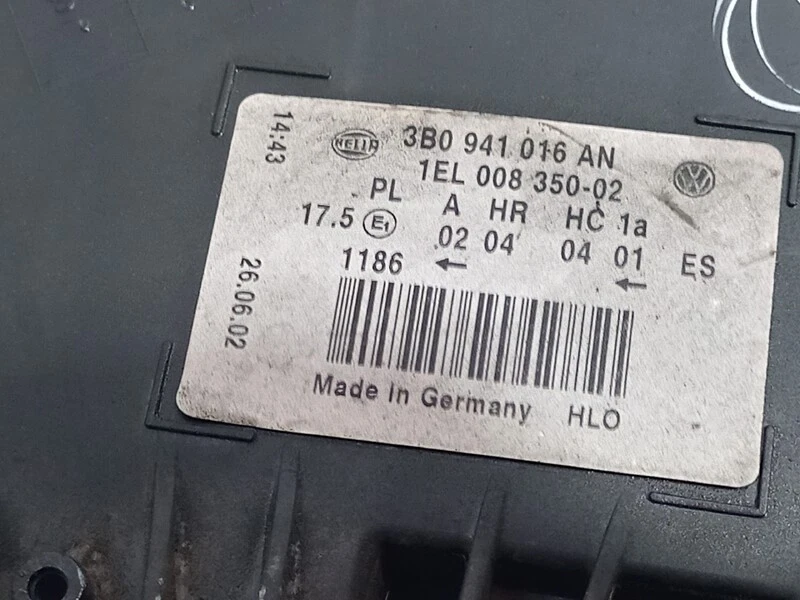 14:43
HELLA 3B0 941 016 AN
1EL 008 350-02
VW
PL A HR HC 1a
17.5 E1 02 04 04 01 ES
1186 ←
←
26.06.02
Made in Germany HLO